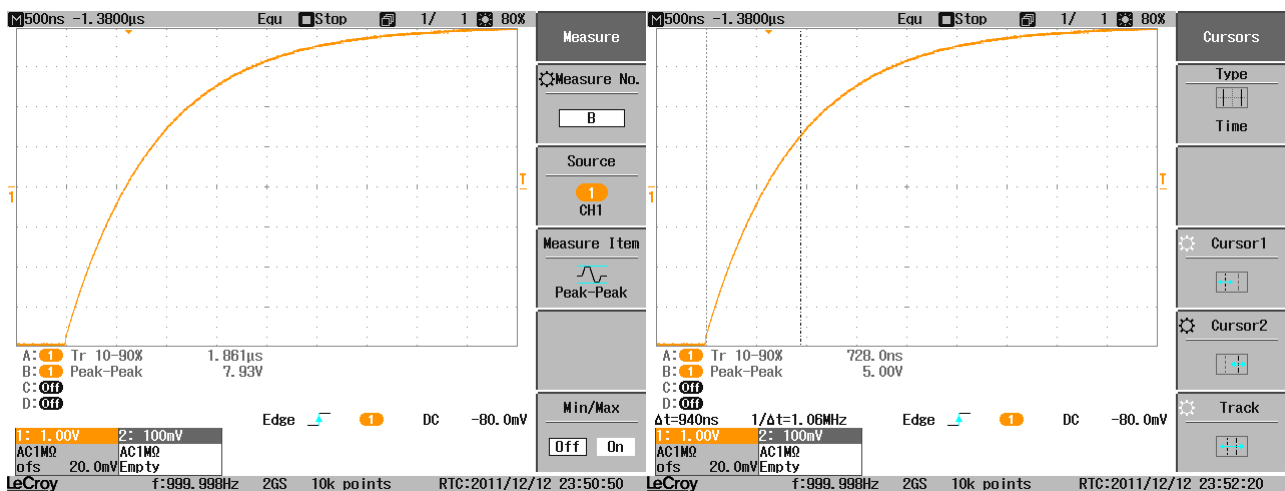 M500ns -1.3800µs Equ Stop 1/ 1 80%
Measure
Measure No.
B
Source
1
CH1
Measure Item
Peak-Peak
Min/Max
Off On
T
1
A: 1 Tr 10-90% 1.861µs
B: 1 Peak-Peak 7.93V
C: Off
D: Off
Edge 1 DC -80.0mV
1: 1.00V 2: 100mV
AC1MΩ AC1MΩ
ofs 20.0mV Empty
LeCroy f:999.998Hz 2GS 10k points RTC:2011/12/12 23:50:50
M500ns -1.3800µs Equ Stop 1/ 1 80%
Cursors
Type
Time
Cursor1
Cursor2
Track
T
1
A: 1 Tr 10-90% 728.0ns
B: 1 Peak-Peak 5.00V
C: Off
D: Off
Δt=940ns 1/Δt=1.06MHz Edge 1 DC -80.0mV
1: 1.00V 2: 100mV
AC1MΩ AC1MΩ
ofs 20.0mV Empty
LeCroy f:999.998Hz 2GS 10k points RTC:2011/12/12 23:52:20